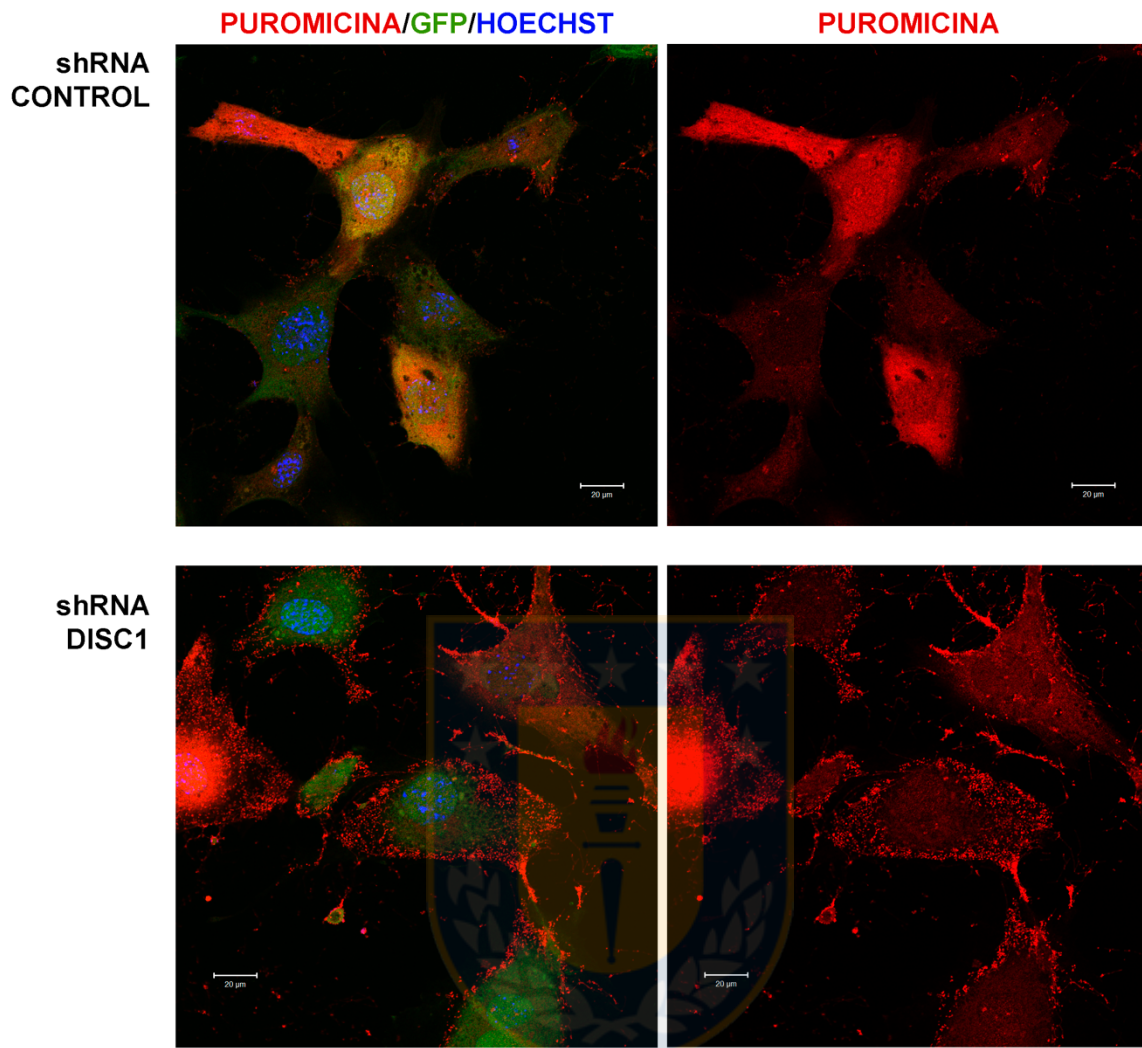 PUROMICINA/GFP/HOECHST
PUROMICINA
shRNA
CONTROL
20 µm
20 µm
shRNA
DISC1
20 µm
20 µm